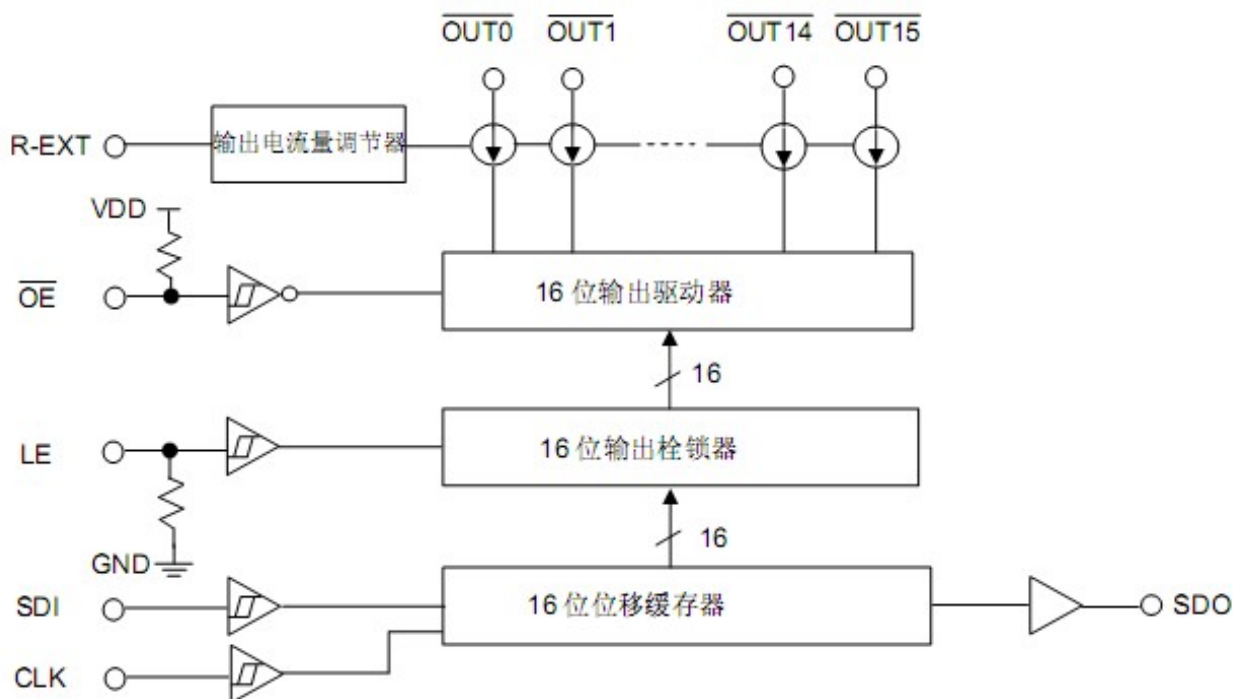 OUT0 OUT1 OUT14 OUT15
R-EXT 输出电流量调节器
VDD
OE 16 位输出驱动器
16
LE 16 位输出栓锁器
16
GND
SDI 16 位位移缓存器 SDO
CLK